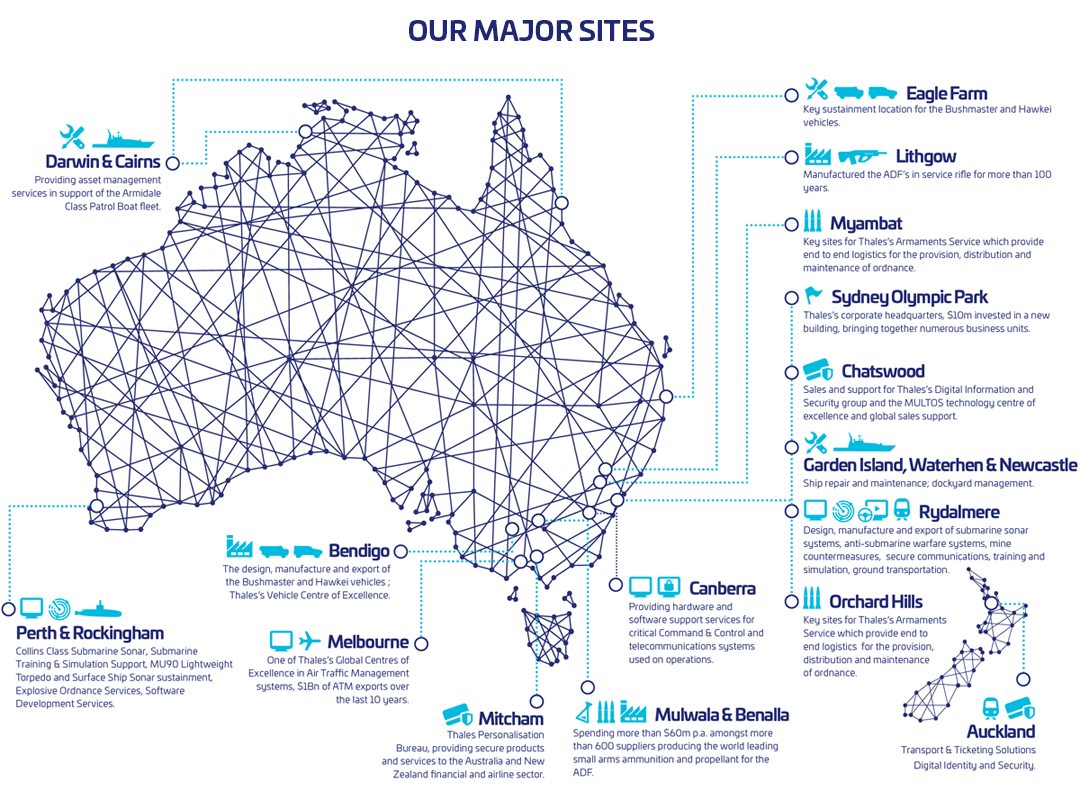 OUR MAJOR SITES
Darwin & Cairns
Providing asset management
services in support of the Armidale
Class Patrol Boat fleet.
Eagle Farm
Key sustainment location for the Bushmaster and Hawkei
vehicles.
Lithgow
Manufactured the ADF's in service rifle for more than 100
years.
Myambat
Key sites for Thales's Armaments Service which provide
end to end logistics for the provision, distribution and
maintenance of ordnance.
Sydney Olympic Park
Thales's corporate headquarters, $10m invested in a new
building, bringing together numerous business units.
Chatswood
Sales and support for Thales's Digital Information and
Security group and the MULTOS technology centre of
excellence and global sales support.
Garden Island, Waterhen & Newcastle
Ship repair and maintenance; dockyard management.
Rydalmere
Design, manufacture and export of submarine sonar
systems, anti-submarine warfare systems, mine
countermeasures, secure communications, training and
simulation, ground transportation.
Orchard Hills
Key sites for Thales's Armaments
Service which provide end to
end logistics for the provision,
distribution and maintenance
of ordnance.
Bendigo
The design, manufacture and export of
the Bushmaster and Hawkei vehicles ;
Thales's Vehicle Centre of Excellence.
Canberra
Providing hardware and
software support services for
critical Command & Control and
telecommunications systems
used on operations.
Perth & Rockingham
Collins Class Submarine Sonar, Submarine
Training & Simulation Support, MU90 Lightweight
Torpedo and Surface Ship Sonar sustainment,
Explosive Ordnance Services, Software
Development Services.
Melbourne
One of Thales's Global Centres of
Excellence in Air Traffic Management
systems, $1Bn of ATM exports over
the last 10 years.
Mitcham
Thales Personalisation
Bureau, providing secure products
and services to the Australia and New
Zealand financial and airline sector.
Mulwala & Benalla
Spending more than $60m p.a. amongst more
than 600 suppliers producing the world leading
small arms ammunition and propellant for the
ADF.
Auckland
Transport & Ticketing Solutions
Digital Identity and Security.